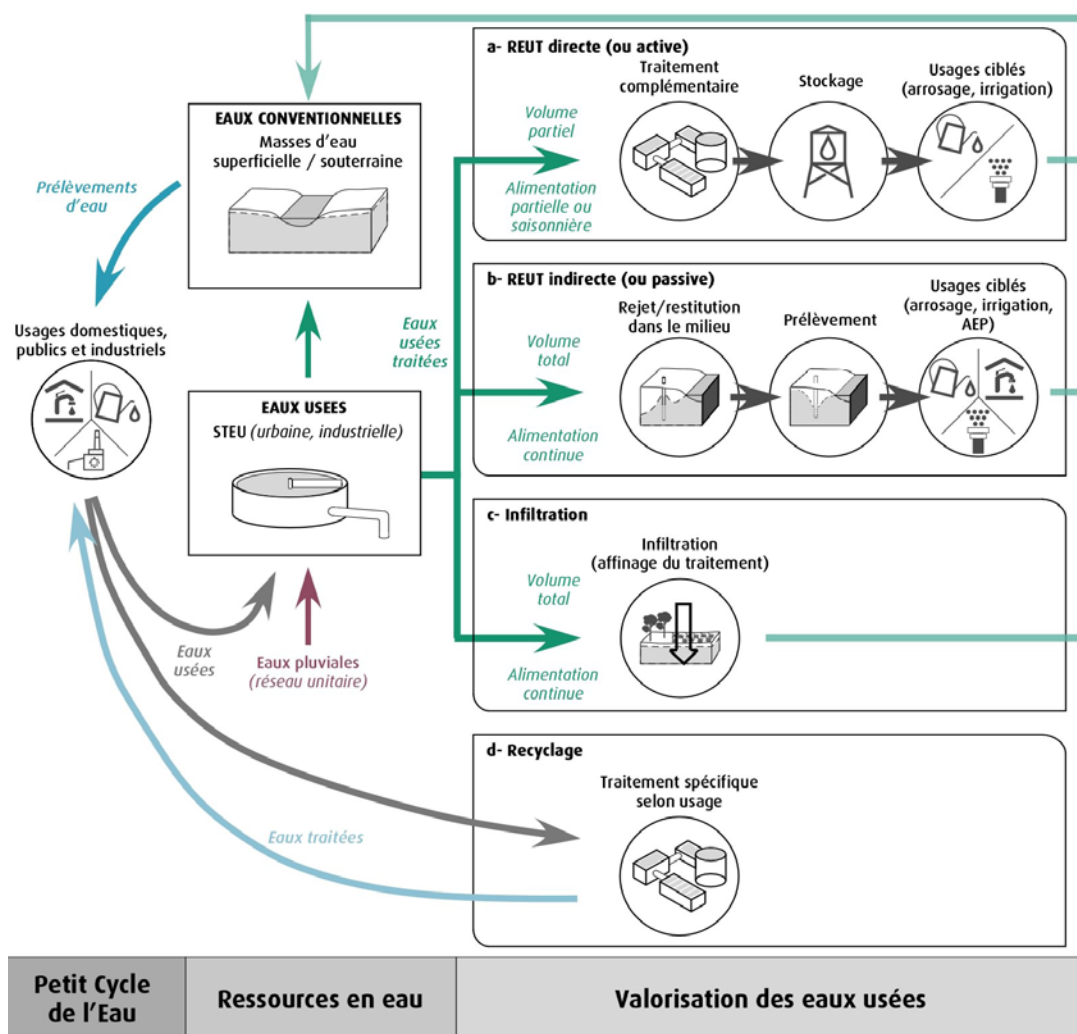 a- REUT directe (ou active)
Traitement
complémentaire
Stockage
Usages ciblés
(arrosage, irrigation)
Volume
partiel
Alimentation
partielle ou
saisonnière
EAUX CONVENTIONNELLES
Masses d'eau
superficielle / souterraine
Prélèvements
d'eau
b- REUT indirecte (ou passive)
Rejet/restitution
dans le milieu
Prélèvement
Usages ciblés
(arrosage, irrigation,
AEP)
Volume
total
Alimentation
continue
Eaux
usées
traitées
Usages domestiques,
publics et industriels
EAUX USEES
STEU (urbaine, industrielle)
c- Infiltration
Infiltration
(affinage du traitement)
Volume
total
Alimentation
continue
Eaux
usées
Eaux pluviales
(réseau unitaire)
d- Recyclage
Traitement spécifique
selon usage
Eaux traitées
Petit Cycle
de l'Eau
Ressources en eau
Valorisation des eaux usées